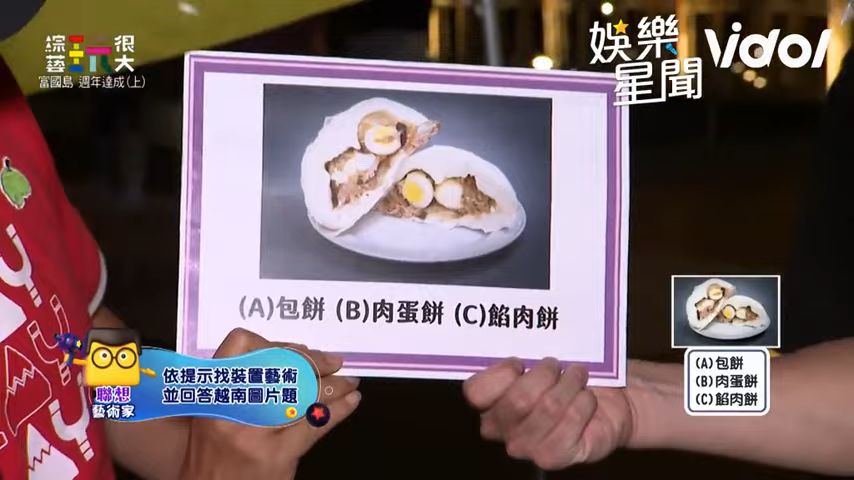 綜藝玩很大
富國島 週年達成(上)
娛樂星聞
Vidol
(A)包餅 (B)肉蛋餅 (C)餡肉餅
(A)包餅
(B)肉蛋餅
(C)餡肉餅
聯想
藝術家
依提示找裝置藝術
並回答越南圖片題